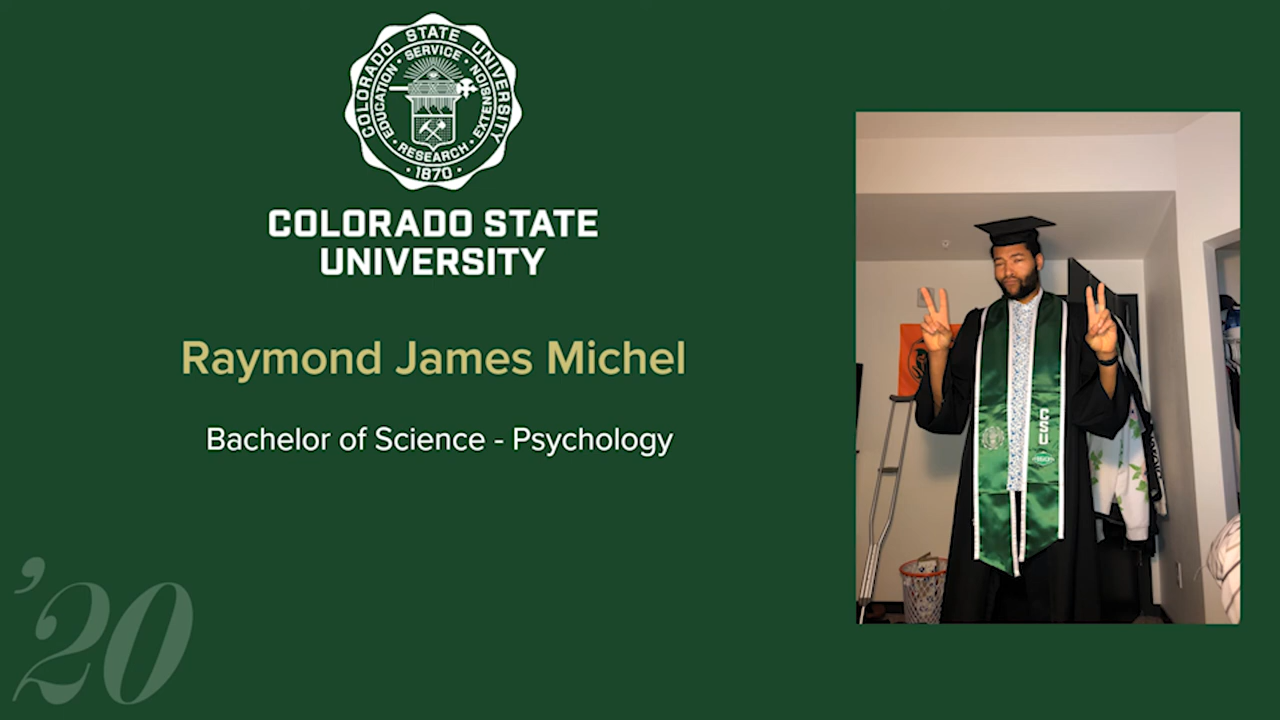 COLORADO STATE UNIVERSITY
EDUCATION • SERVICE • EXTENSION
• RESEARCH •
• 1870 •
COLORADO STATE
UNIVERSITY
Raymond James Michel
Bachelor of Science - Psychology
CSU
’20